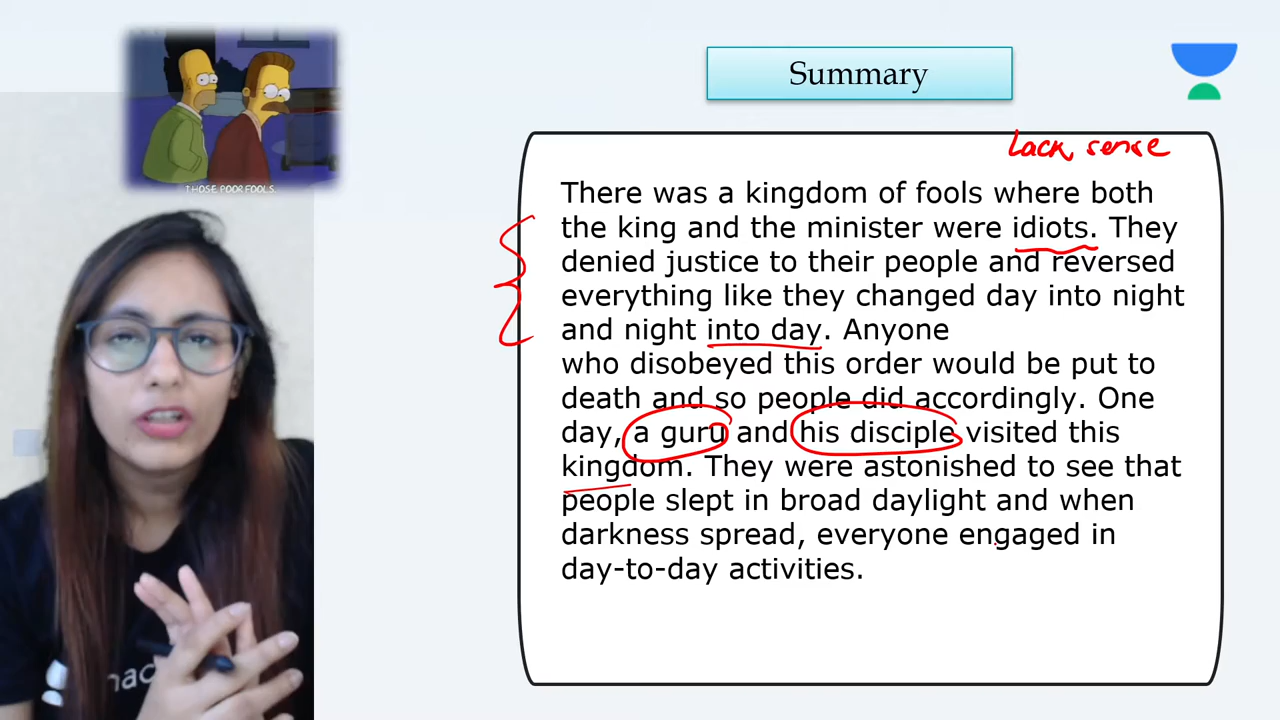 THOSE POOR FOOLS.
Summary
Lack sense
There was a kingdom of fools where both
the king and the minister were idiots. They
denied justice to their people and reversed
everything like they changed day into night
and night into day. Anyone
who disobeyed this order would be put to
death and so people did accordingly. One
day, a guru and his disciple visited this
kingdom. They were astonished to see that
people slept in broad daylight and when
darkness spread, everyone engaged in
day-to-day activities.